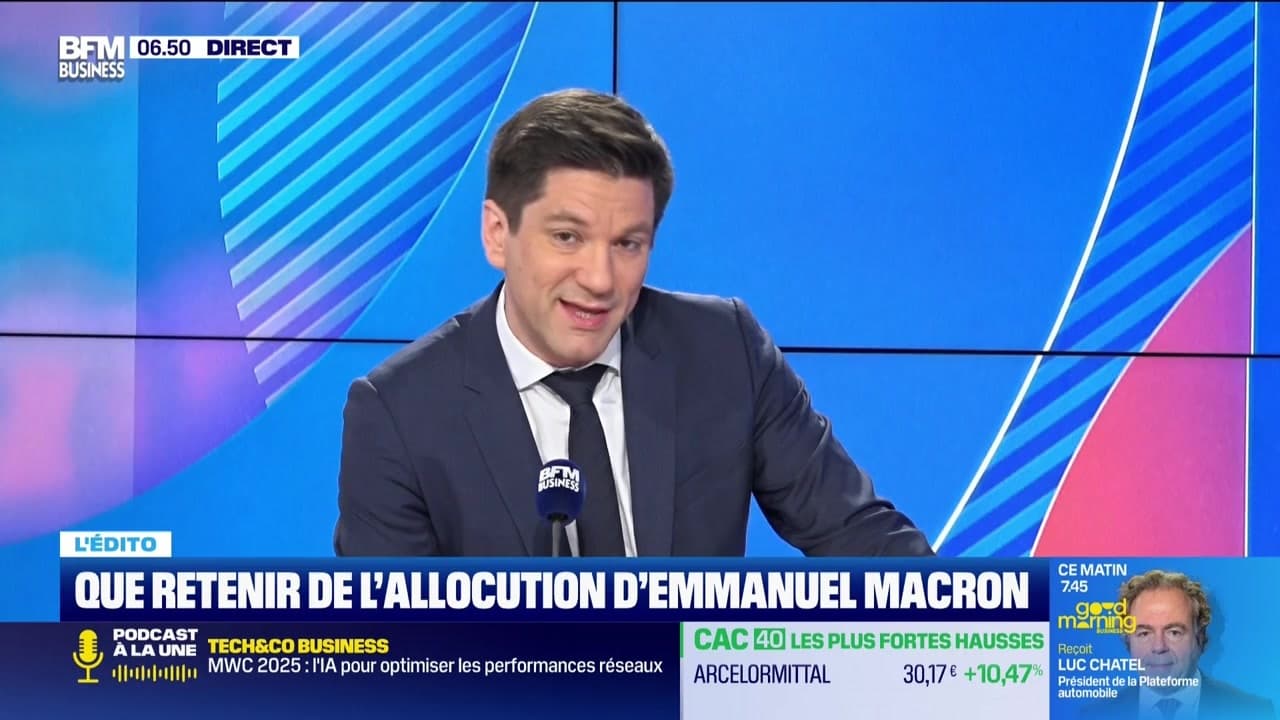 BFM
BUSINESS
06.50 DIRECT
BFM
BUSINESS
L'ÉDITO
QUE RETENIR DE L'ALLOCUTION D'EMMANUEL MACRON
PODCAST
À LA UNE
TECH&CO BUSINESS
MWC 2025 : l'IA pour optimiser les performances réseaux
CAC 40 LES PLUS FORTES HAUSSES
ARCELORMITTAL 30,17 € +10,47%
CE MATIN
7.45
good
morning
BUSINESS
Reçoit
LUC CHATEL
Président de la Plateforme
automobile